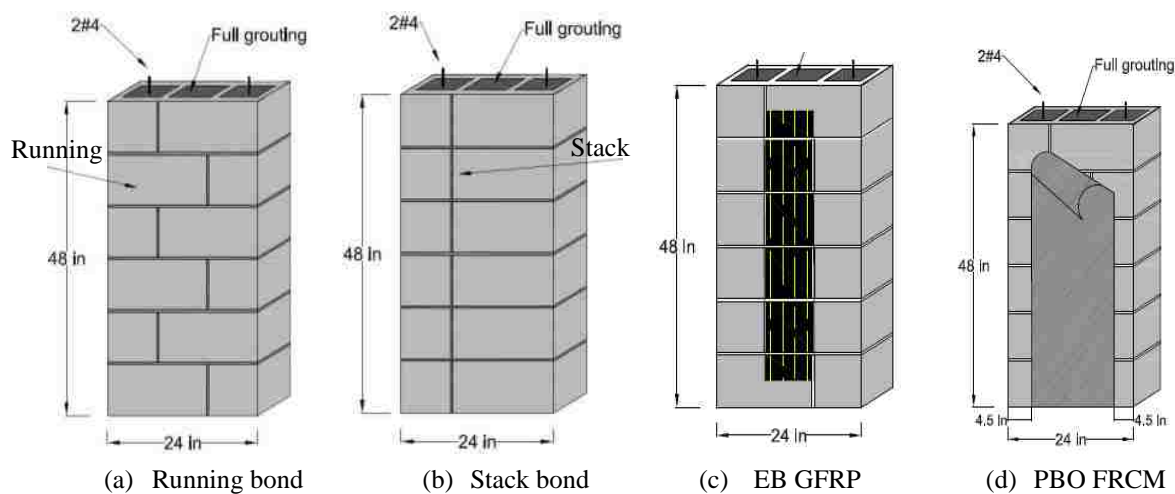 2#4
Full grouting
Running
48 in
24 in
(a) Running bond
Full grouting
Stack
48 in
24 in
(b) Stack bond
48 in
24 in
(c) EB GFRP
2#4
Full grouting
48 in
4.5 in
4.5 in
24 in
(d) PBO FRCM